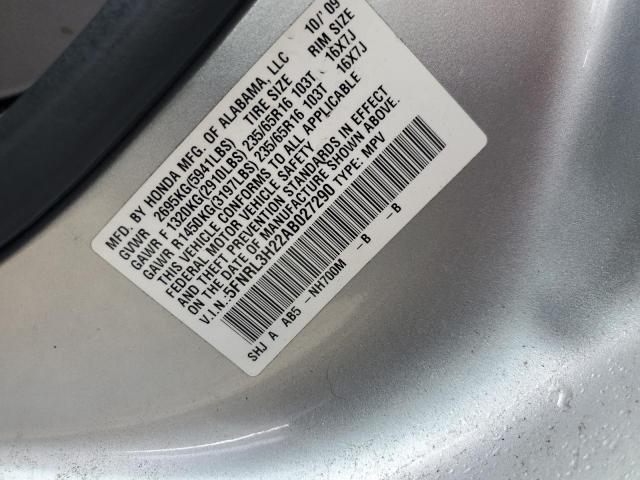 MFD. BY HONDA MFG. OF ALABAMA, LLC 10/'09
GVWR 2695KG(5941LBS) TIRE SIZE RIM SIZE
GAWR F 1320KG(2910LBS) 235/65R16 103T 16X7J
GAWR R 1450KG(3197LBS) 235/65R16 103T 16X7J
THIS VEHICLE CONFORMS TO ALL APPLICABLE
FEDERAL MOTOR VEHICLE SAFETY
AND THEFT PREVENTION STANDARDS IN EFFECT
ON THE DATE OF MANUFACTURE SHOWN ABOVE.
V.I.N.:5FNRL3H22AB027290 TYPE: MPV
SHJ A AB5 -NH700M -B -B